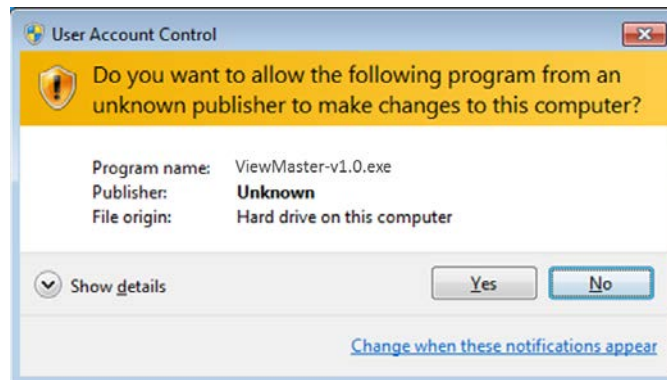 User Account Control
Do you want to allow the following program from an
unknown publisher to make changes to this computer?
Program name: ViewMaster-v1.0.exe
Publisher: Unknown
File origin: Hard drive on this computer
Show details
Yes No
Change when these notifications appear